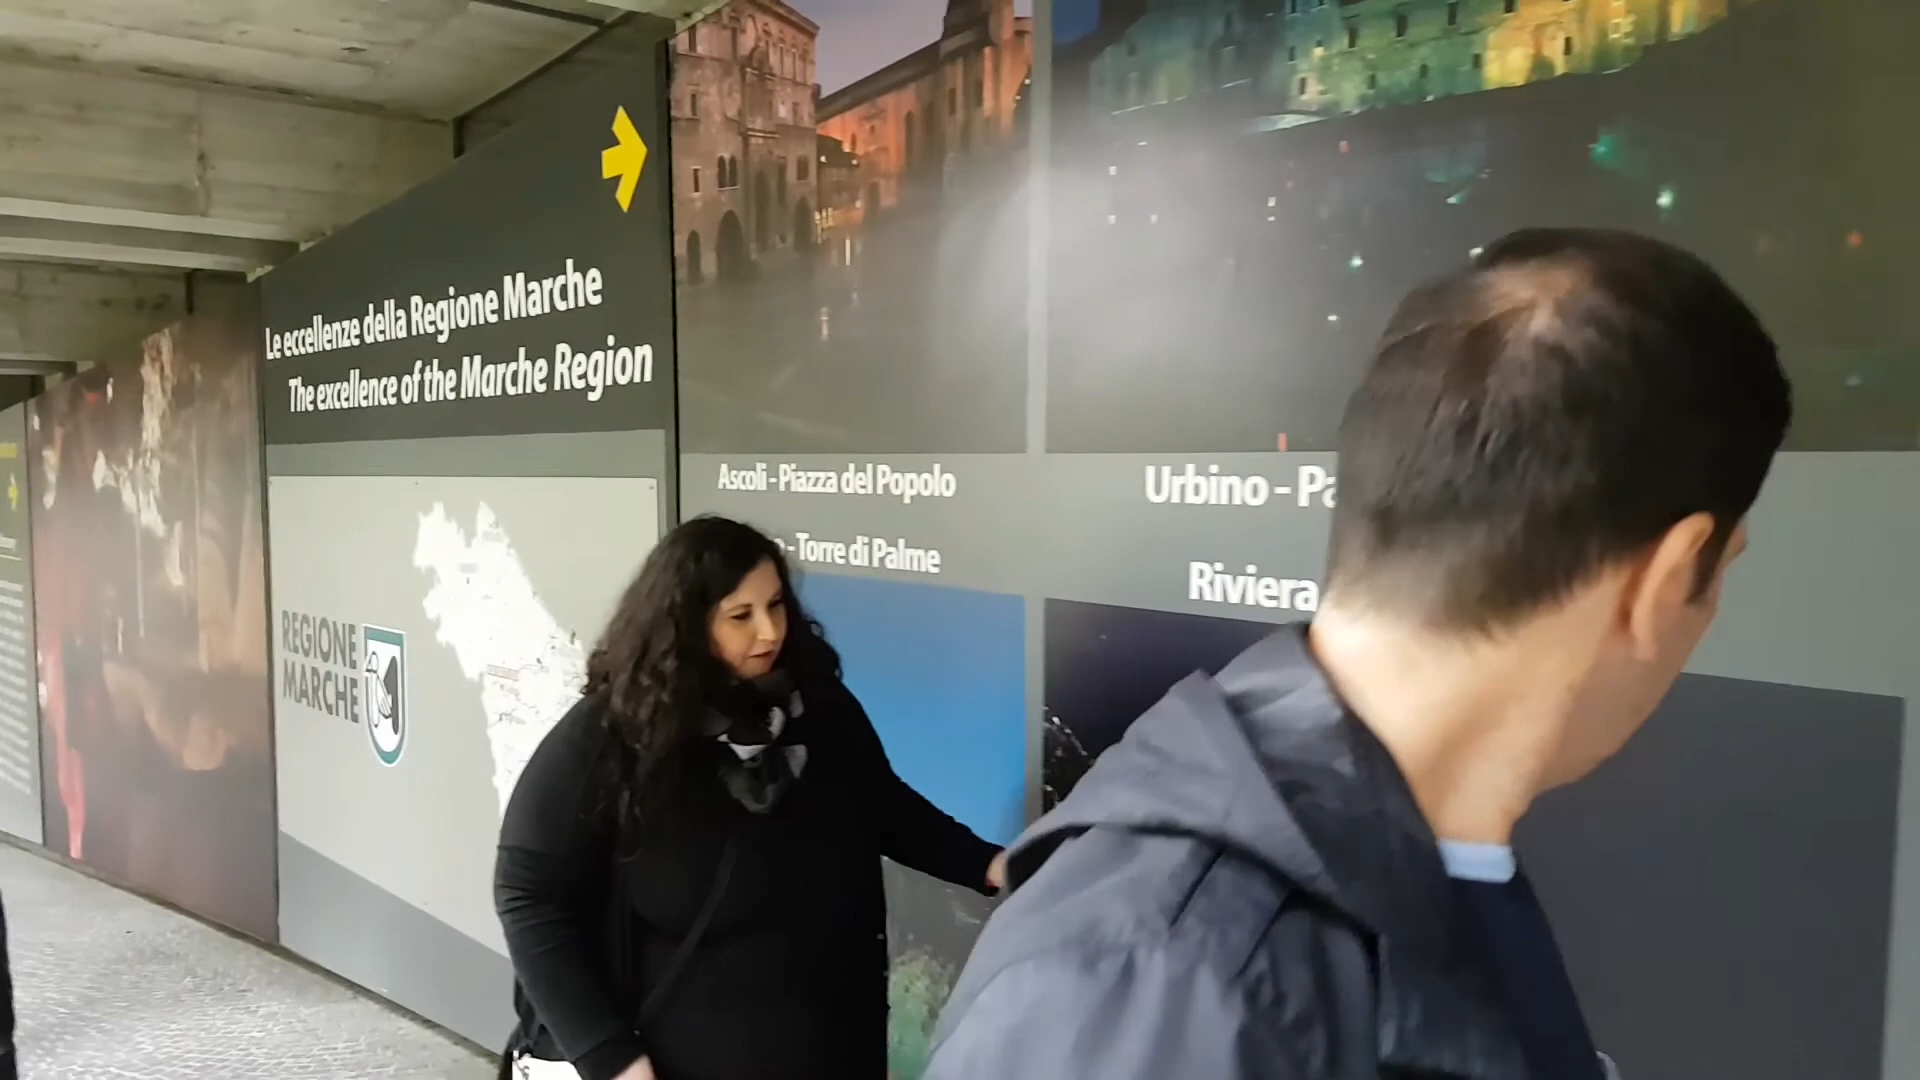 Le eccellenze della Regione Marche
The excellence of the Marche Region
REGIONE
MARCHE
Ascoli - Piazza del Popolo
- Torre di Palme
Urbino -
Riviera